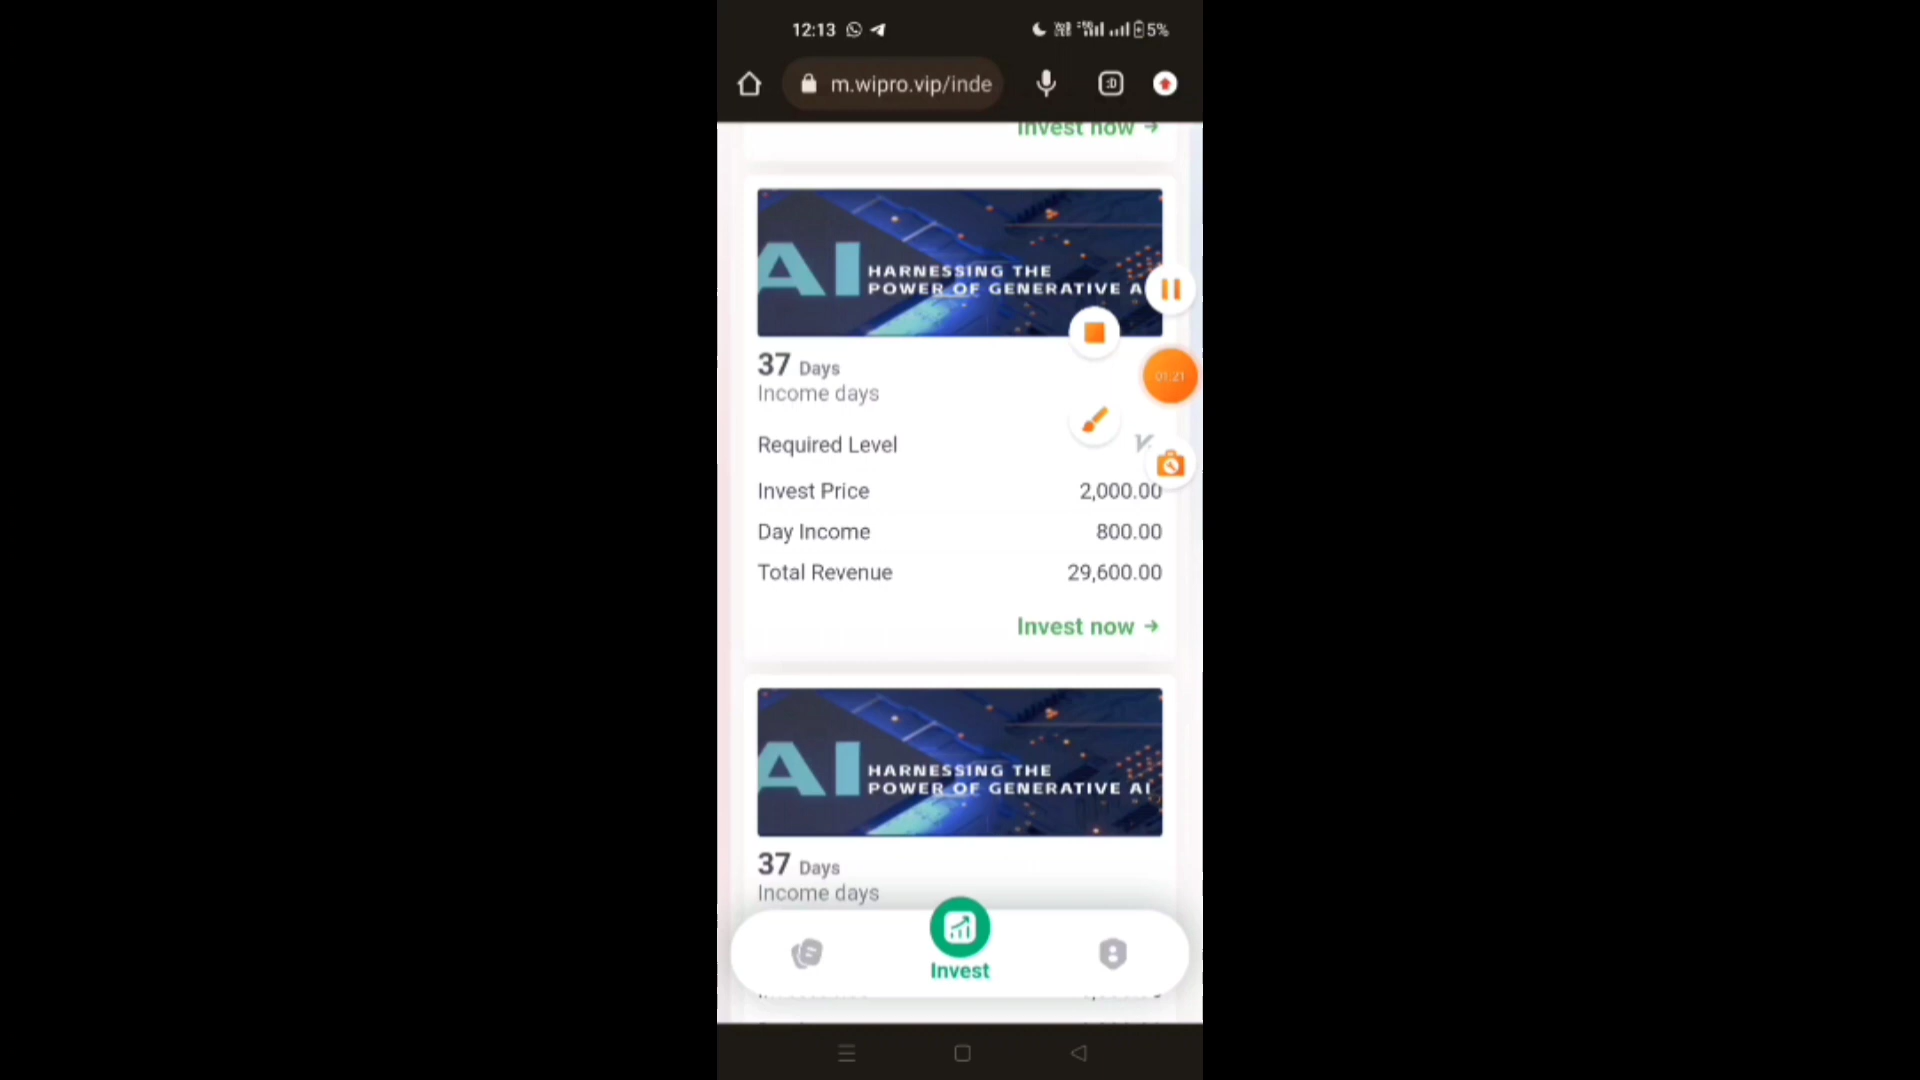 12:13
5%
m.wipro.vip/inde
Invest now →
AI HARNESSING THE
POWER OF GENERATIVE A
37 Days
01:21
Income days
Required Level
Invest Price 2,000.00
Day Income 800.00
Total Revenue 29,600.00
Invest now →
AI HARNESSING THE
POWER OF GENERATIVE AI
37 Days
Income days
Invest